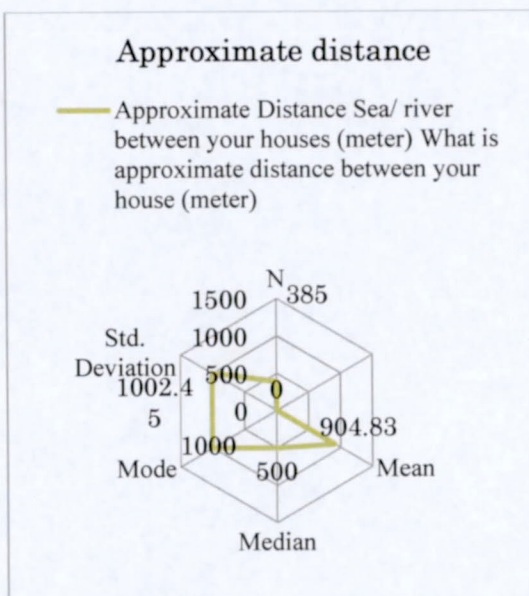 Approximate distance
Approximate Distance Sea/ river
between your houses (meter) What is
approximate distance between your
house (meter)
N
385
1500
1000
500
0
0
Std.
Deviation
1002.4
5
904.83
1000
500
Mode
Mean
Median